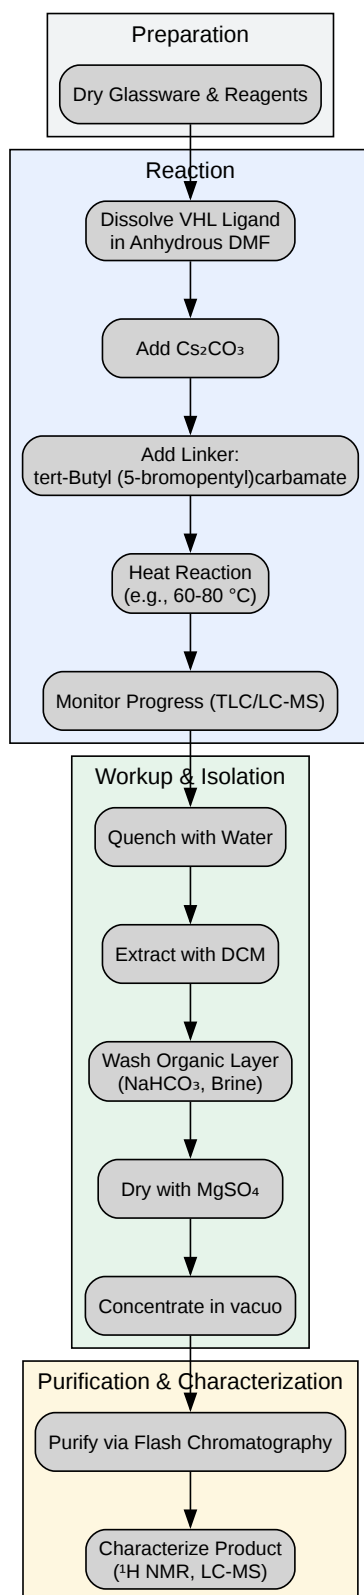 Preparation
Dry Glassware & Reagents
Reaction
Dissolve VHL Ligand
in Anhydrous DMF
Add Cs₂CO₃
Add Linker:
tert-Butyl (5-bromopentyl)carbamate
Heat Reaction
(e.g., 60-80 °C)
Monitor Progress (TLC/LC-MS)
Workup & Isolation
Quench with Water
Extract with DCM
Wash Organic Layer
(NaHCO₃, Brine)
Dry with MgSO₄
Concentrate in vacuo
Purification & Characterization
Purify via Flash Chromatography
Characterize Product
(¹H NMR, LC-MS)